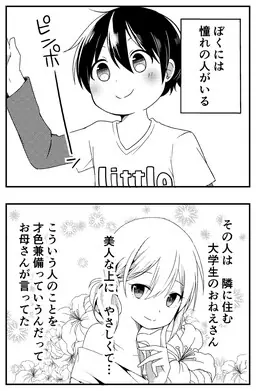 ぼくには
憧れの人がいる
ピンポ
little
その人は 隣に住む
大学生のおねえさん
美人な上に
やさしくて…
こういう人のことを
才色兼備っていうんだって
お母さんが言ってた